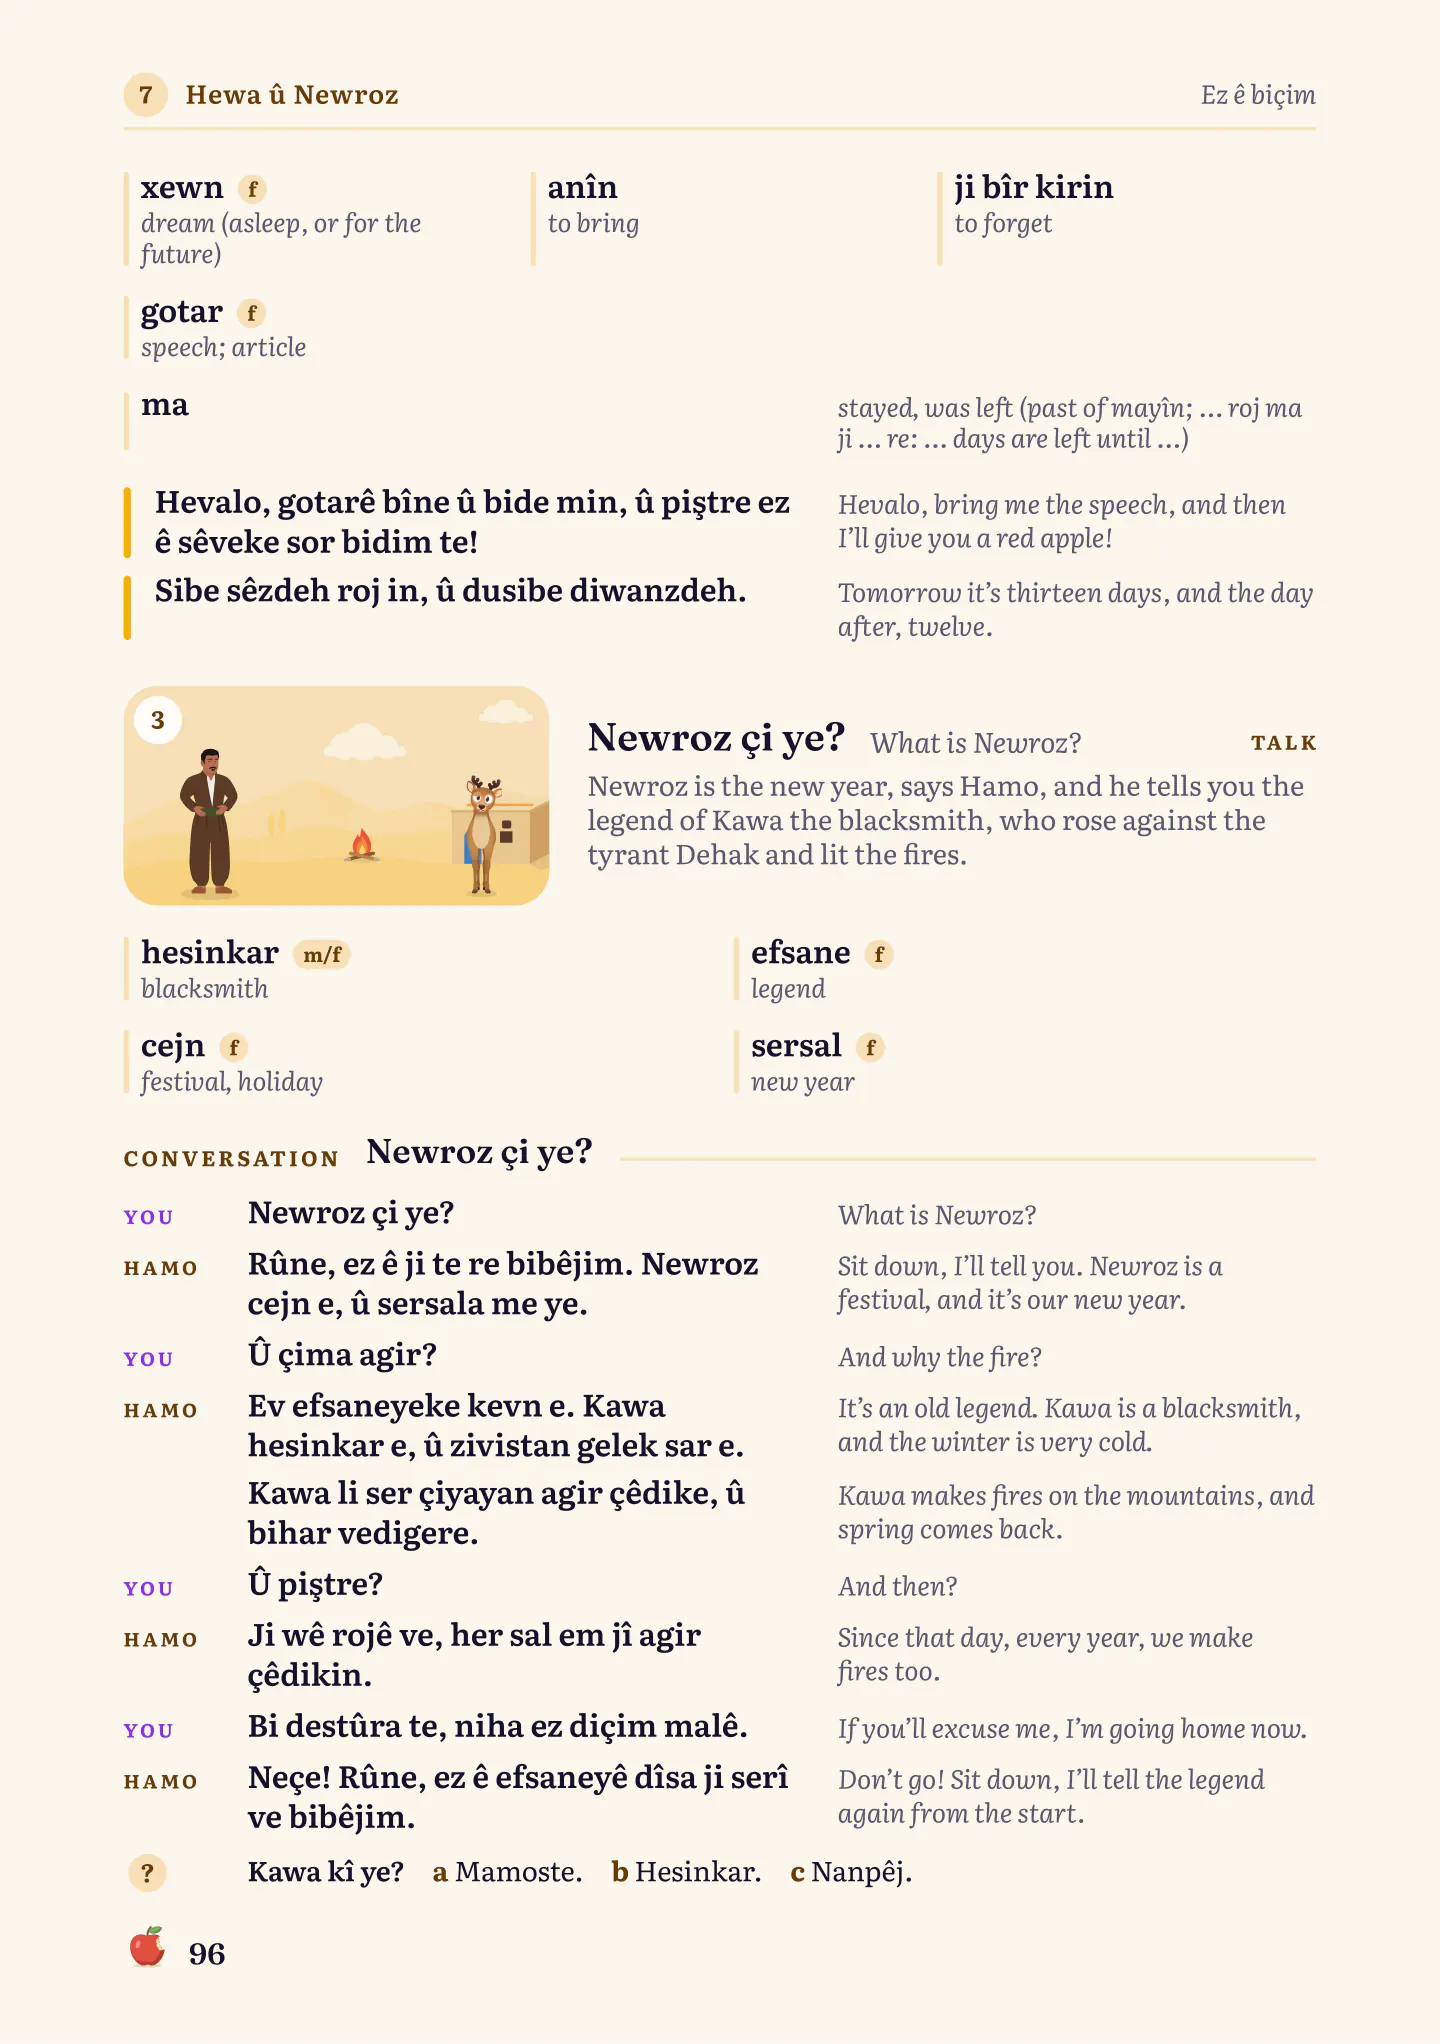 7 Hewa û Newroz
Ez ê biçim
xewn f
dream (asleep, or for the
future)
anîn
to bring
ji bîr kirin
to forget
gotar f
speech; article
ma
stayed, was left (past of mayîn; … roj ma
ji … re: … days are left until …)
Hevalo, gotarê bîne û bide min, û piştre ez
ê sêveke sor bidim te!
Hevalo, bring me the speech, and then
I’ll give you a red apple!
Sibe sêzdeh roj in, û dusibe diwanzdeh.
Tomorrow it’s thirteen days, and the day
after, twelve.
3
Newroz çi ye? What is Newroz? TALK
Newroz is the new year, says Hamo, and he tells you the
legend of Kawa the blacksmith, who rose against the
tyrant Dehak and lit the fires.
hesinkar m/f
blacksmith
efsane f
legend
cejn f
festival, holiday
sersal f
new year
CONVERSATION Newroz çi ye?
YOU Newroz çi ye?
What is Newroz?
HAMO Rûne, ez ê ji te re bibêjim. Newroz
cejn e, û sersala me ye.
Sit down, I’ll tell you. Newroz is a
festival, and it’s our new year.
YOU Û çima agir?
And why the fire?
HAMO Ev efsaneyeke kevn e. Kawa
hesinkar e, û zivistan gelek sar e.
It’s an old legend. Kawa is a blacksmith,
and the winter is very cold.
Kawa li ser çiyayan agir çêdike, û
bihar vedigere.
Kawa makes fires on the mountains, and
spring comes back.
YOU Û piştre?
And then?
HAMO Ji wê rojê ve, her sal em jî agir
çêdikin.
Since that day, every year, we make
fires too.
YOU Bi destûra te, niha ez diçim malê.
If you’ll excuse me, I’m going home now.
HAMO Neçe! Rûne, ez ê efsaneyê dîsa ji serî
ve bibêjim.
Don’t go! Sit down, I’ll tell the legend
again from the start.
? Kawa kî ye? a Mamoste. b Hesinkar. c Nanpêj.
96